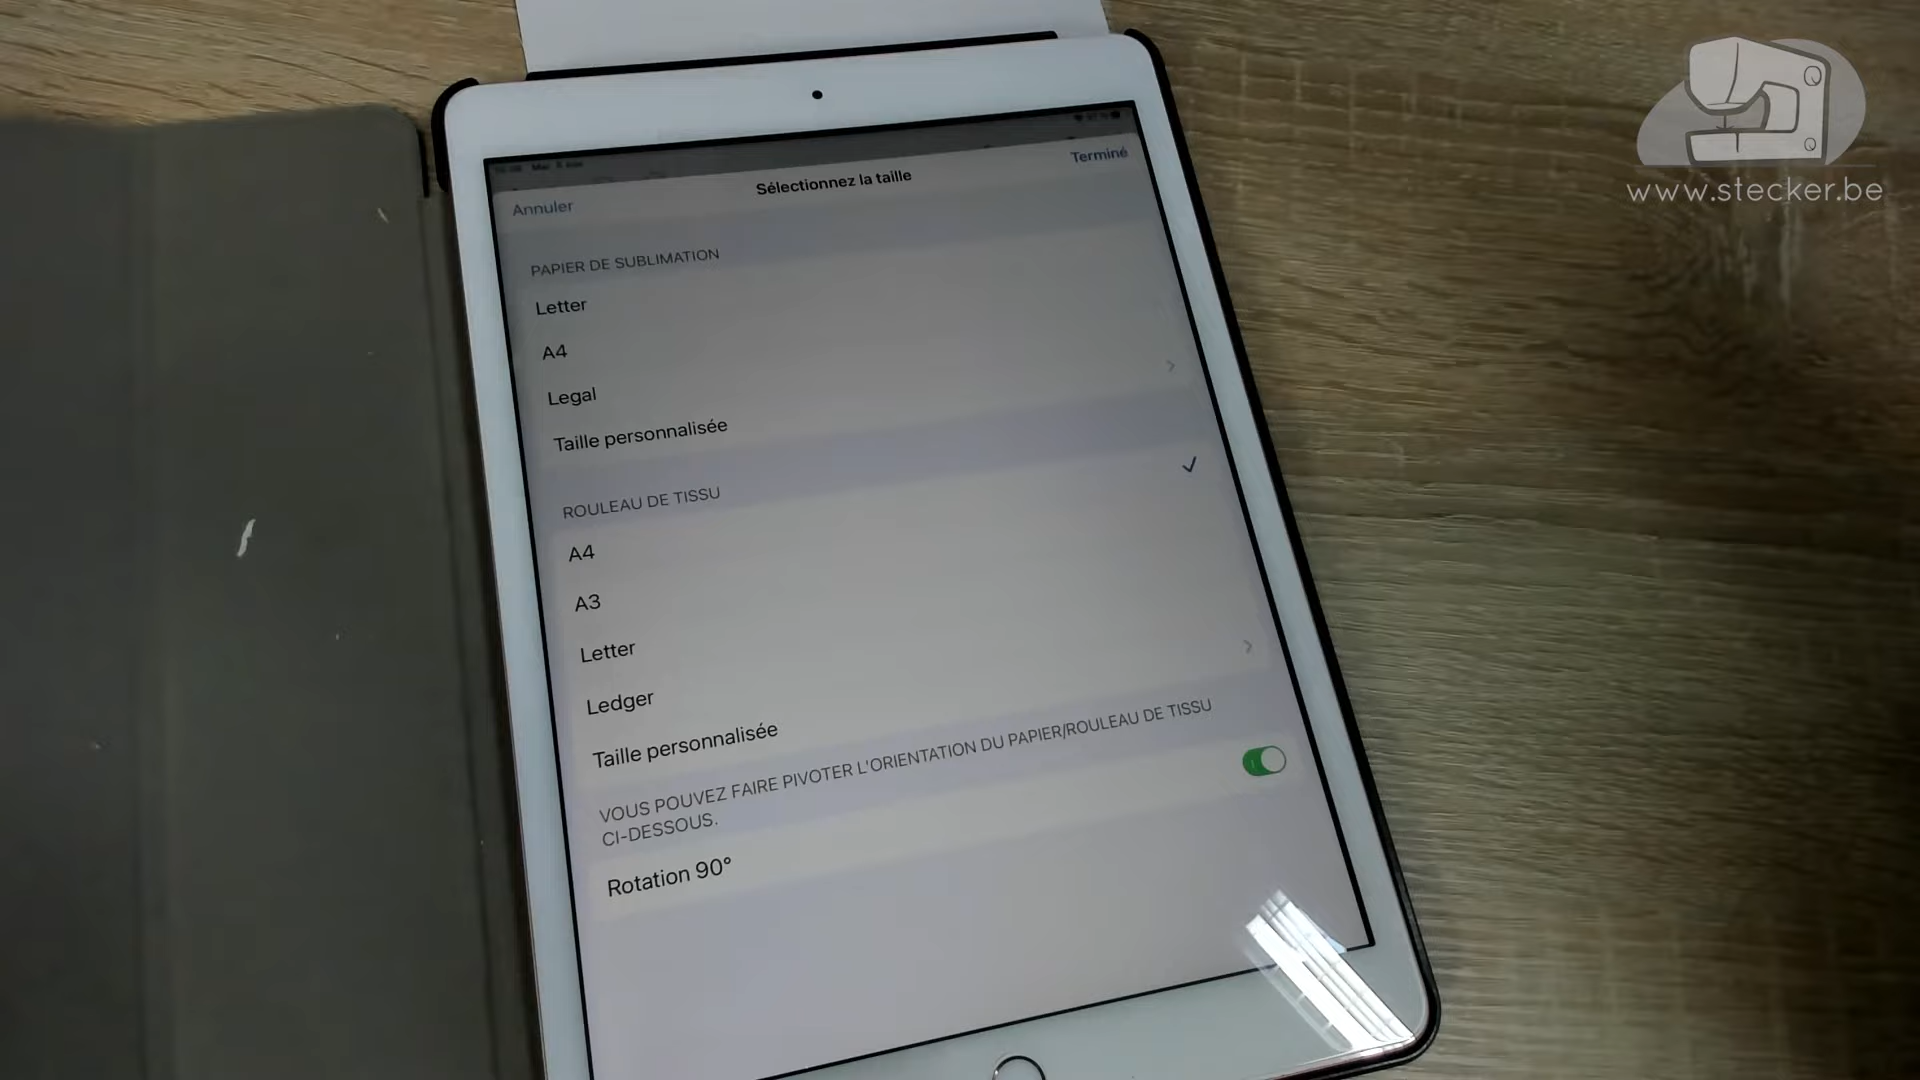 www.stecker.be
Annuler
Sélectionnez la taille
Terminé
PAPIER DE SUBLIMATION
Letter
A4
Legal
Taille personnalisée
ROULEAU DE TISSU
A4
A3
Letter
Ledger
Taille personnalisée
VOUS POUVEZ FAIRE PIVOTER L'ORIENTATION DU PAPIER/ROULEAU DE TISSU
CI-DESSOUS.
Rotation 90°